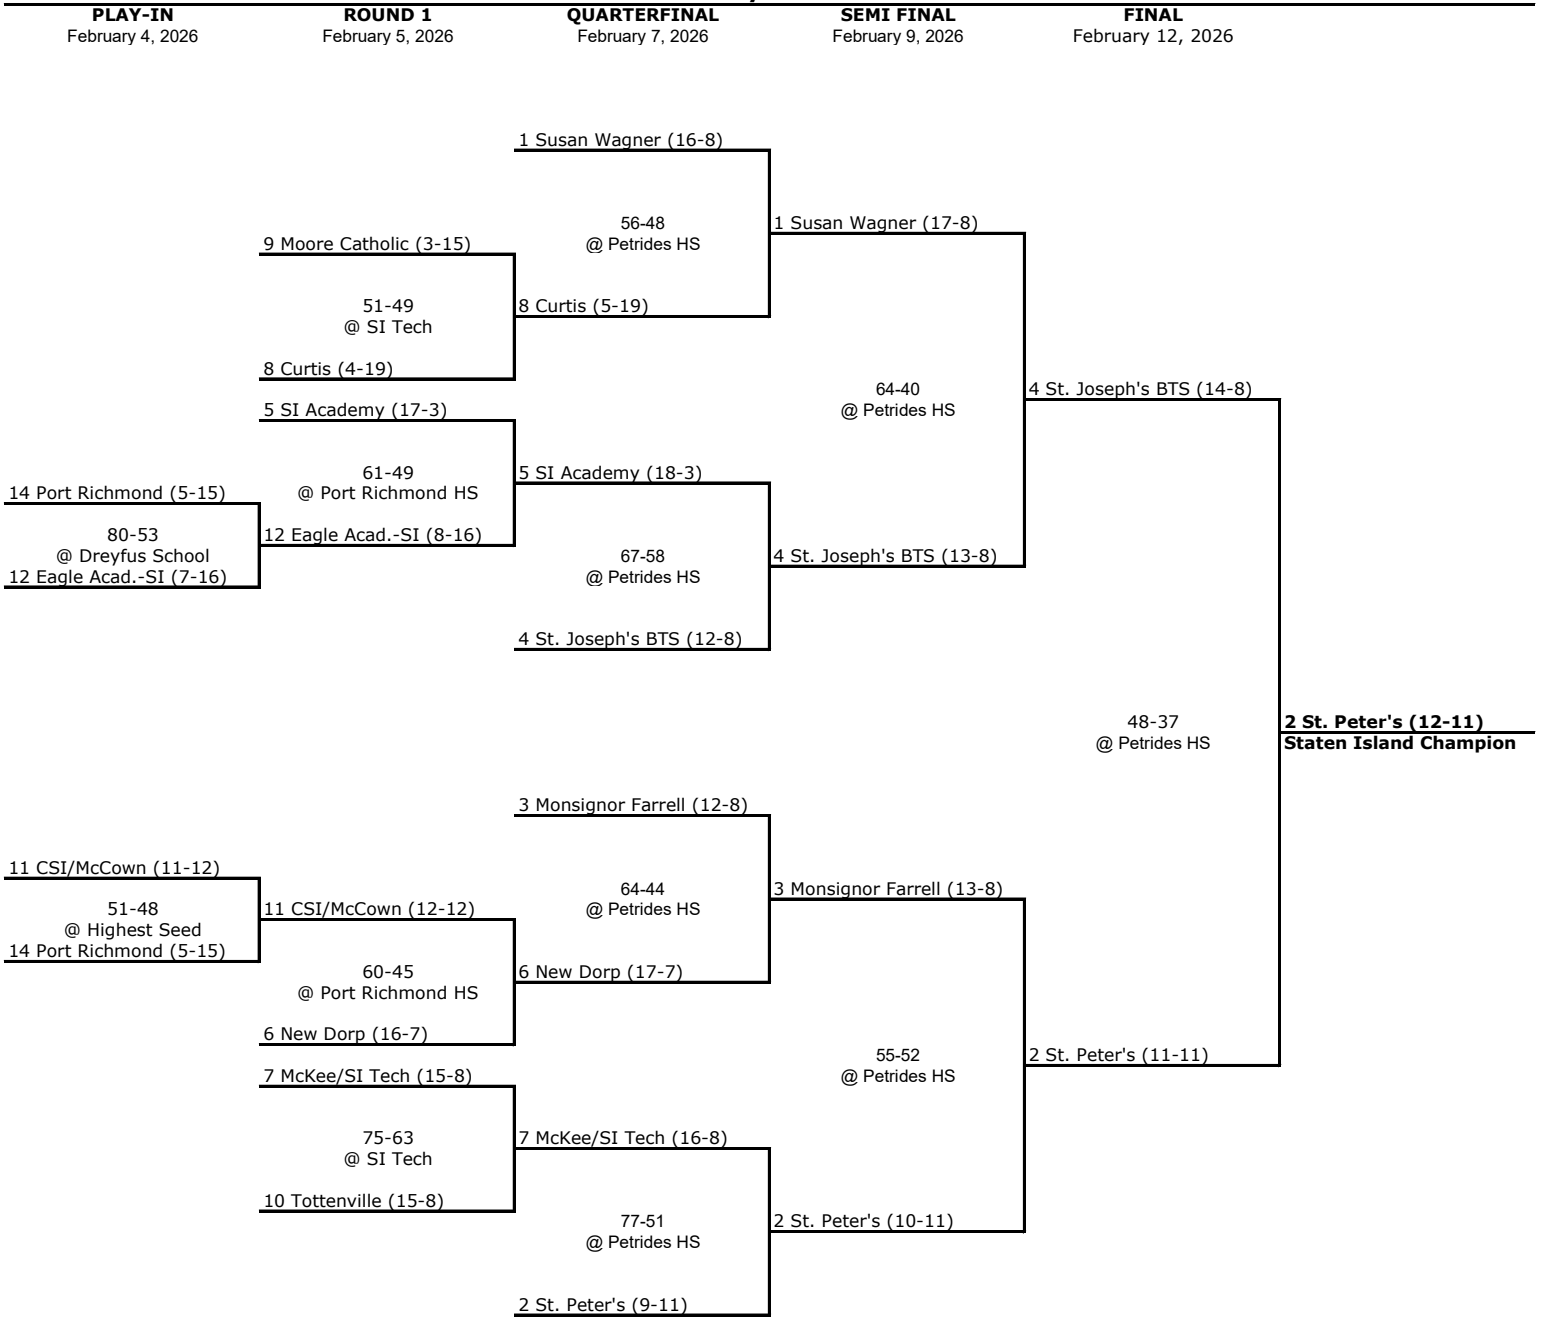 PLAY-IN
February 4, 2026
ROUND 1
February 5, 2026
QUARTERFINAL
February 7, 2026
SEMI FINAL
February 9, 2026
FINAL
February 12, 2026
1 Susan Wagner (16-8)
56-48
@ Petrides HS
1 Susan Wagner (17-8)
9 Moore Catholic (3-15)
51-49
@ SI Tech
8 Curtis (5-19)
8 Curtis (4-19)
64-40
@ Petrides HS
4 St. Joseph's BTS (14-8)
5 SI Academy (17-3)
61-49
@ Port Richmond HS
5 SI Academy (18-3)
14 Port Richmond (5-15)
80-53
@ Dreyfus School
12 Eagle Acad.-SI (7-16)
12 Eagle Acad.-SI (8-16)
67-58
@ Petrides HS
4 St. Joseph's BTS (13-8)
4 St. Joseph's BTS (12-8)
48-37
@ Petrides HS
2 St. Peter's (12-11)
Staten Island Champion
3 Monsignor Farrell (12-8)
11 CSI/McCown (11-12)
51-48
@ Highest Seed
14 Port Richmond (5-15)
11 CSI/McCown (12-12)
64-44
@ Petrides HS
3 Monsignor Farrell (13-8)
60-45
@ Port Richmond HS
6 New Dorp (17-7)
6 New Dorp (16-7)
55-52
@ Petrides HS
2 St. Peter's (11-11)
7 McKee/SI Tech (15-8)
75-63
@ SI Tech
7 McKee/SI Tech (16-8)
10 Tottenville (15-8)
77-51
@ Petrides HS
2 St. Peter's (10-11)
2 St. Peter's (9-11)